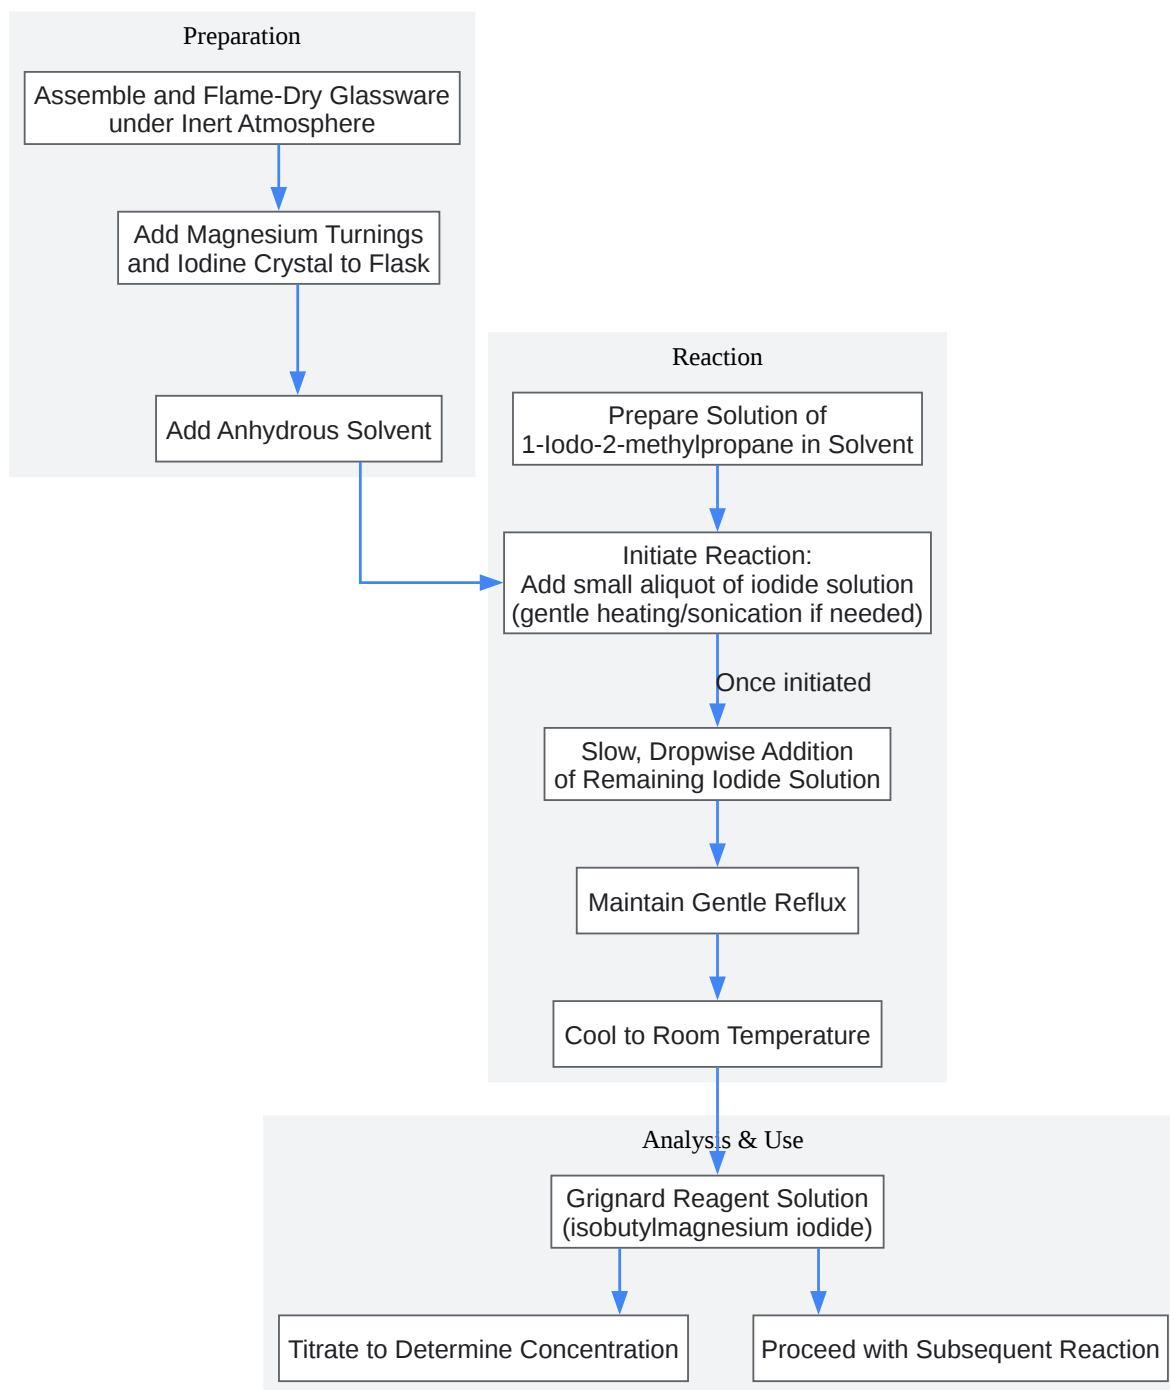 Preparation
Assemble and Flame-Dry Glassware
under Inert Atmosphere
Add Magnesium Turnings
and Iodine Crystal to Flask
Add Anhydrous Solvent
Reaction
Prepare Solution of
1-Iodo-2-methylpropane in Solvent
Initiate Reaction:
Add small aliquot of iodide solution
(gentle heating/sonication if needed)
Once initiated
Slow, Dropwise Addition
of Remaining Iodide Solution
Maintain Gentle Reflux
Cool to Room Temperature
Analysis & Use
Grignard Reagent Solution
(isobutylmagnesium iodide)
Titrate to Determine Concentration
Proceed with Subsequent Reaction